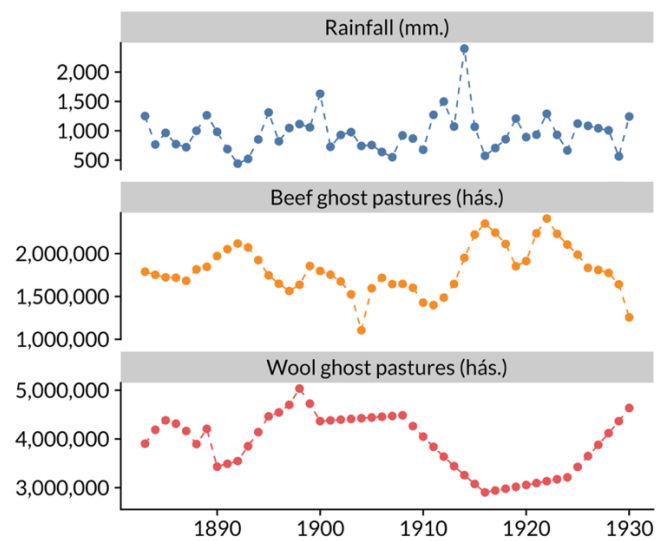 Rainfall (mm.)
2,000
1,500
1,000
500
Beef ghost pastures (hás.)
2,000,000
1,500,000
1,000,000
Wool ghost pastures (hás.)
5,000,000
4,000,000
3,000,000
1890 1900 1910 1920 1930